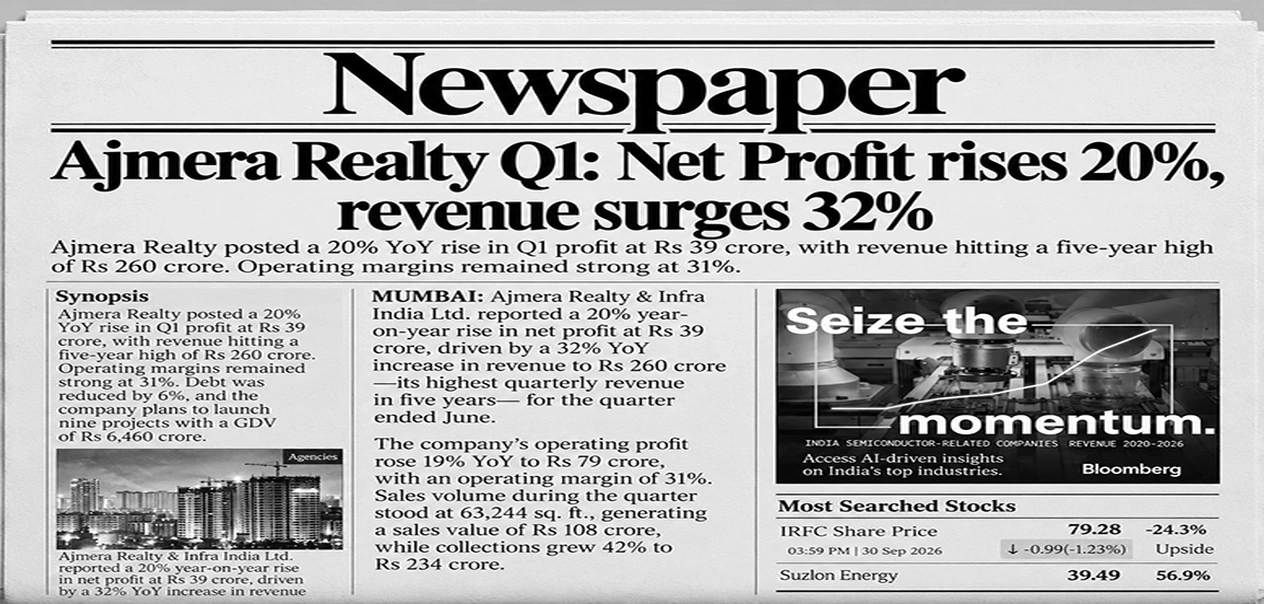 Newspaper
Ajmera Realty Q1: Net Profit rises 20%,
revenue surges 32%
Ajmera Realty posted a 20% YoY rise in Q1 profit at Rs 39 crore, with revenue hitting a five-year high
of Rs 260 crore. Operating margins remained strong at 31%.
Synopsis
Ajmera Realty posted a 20%
YoY rise in Q1 profit at Rs 39
crore, with revenue hitting a
five-year high of Rs 260 crore.
Operating margins remained
strong at 31%. Debt was
reduced by 6%, and the
company plans to launch
nine projects with a GDV
of Rs 6,460 crore.
Agencies
Ajmera Realty & Infra India Ltd.
reported a 20% year-on-year rise
in net profit at Rs 39 crore, driven
by a 32% YoY increase in revenue
MUMBAI: Ajmera Realty & Infra
India Ltd. reported a 20% year-
on-year rise in net profit at Rs 39
crore, driven by a 32% YoY
increase in revenue to Rs 260 crore
—its highest quarterly revenue
in five years— for the quarter
ended June.
The company's operating profit
rose 19% YoY to Rs 79 crore,
with an operating margin of 31%.
Sales volume during the quarter
stood at 63,244 sq. ft., generating
a sales value of Rs 108 crore,
while collections grew 42% to
Rs 234 crore.
Seize the
momentum.
INDIA SEMICONDUCTOR-RELATED COMPANIES REVENUE 2020-2026
Access AI-driven insights
on India's top industries.
Bloomberg
Most Searched Stocks
IRFC Share Price 79.28 -24.3%
03:59 PM | 30 Sep 2026 ↓ -0.99(-1.23%) Upside
Suzlon Energy 39.49 56.9%